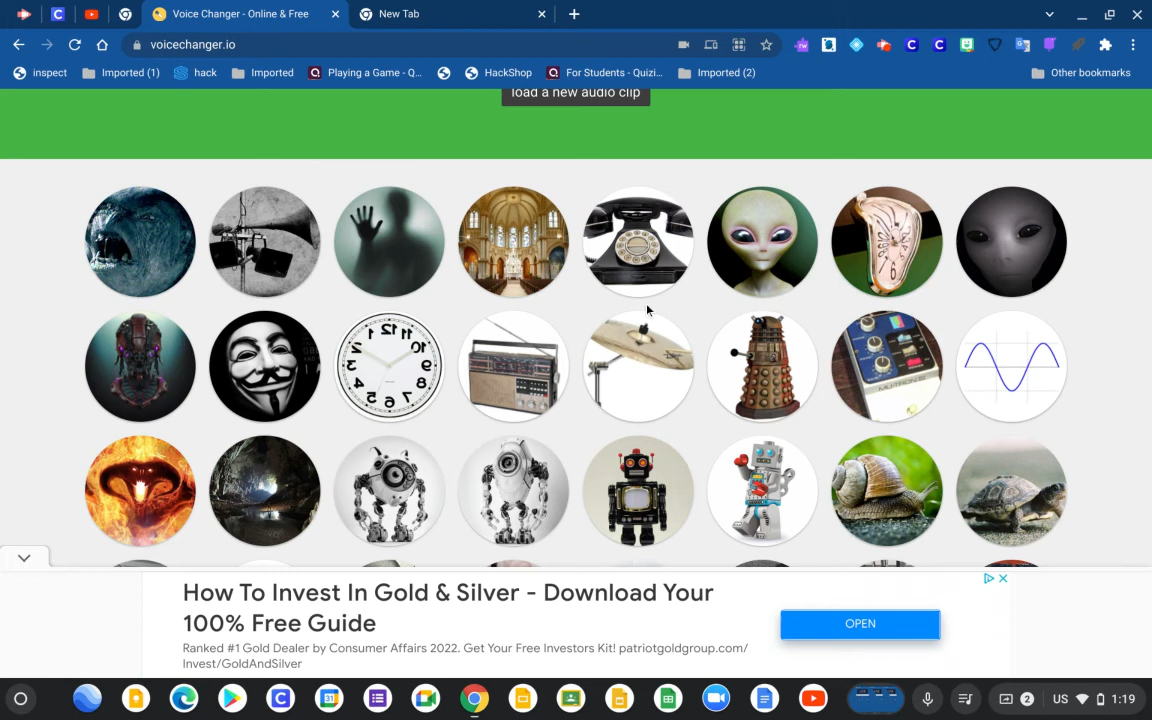 Voice Changer - Online & Free
New Tab
voicechanger.io
inspect
Imported (1)
hack
Imported
Playing a Game - Q...
HackShop
For Students - Quizi...
Imported (2)
Other bookmarks
load a new audio clip
How To Invest In Gold & Silver - Download Your
100% Free Guide
Ranked #1 Gold Dealer by Consumer Affairs 2022. Get Your Free Investors Kit! patriotgoldgroup.com/
Invest/GoldAndSilver
OPEN
2
US
1:19